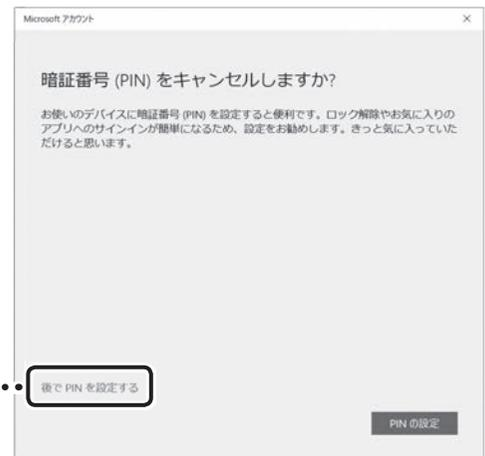 Microsoft アカウント
暗証番号 (PIN) をキャンセルしますか?
お使いのデバイスに暗証番号 (PIN) を設定すると便利です。ロック解除やお気に入りの
アプリへのサインインが簡単になるため、設定をお勧めします。きっと気に入っていた
だけると思います。
後で PIN を設定する
PIN の設定